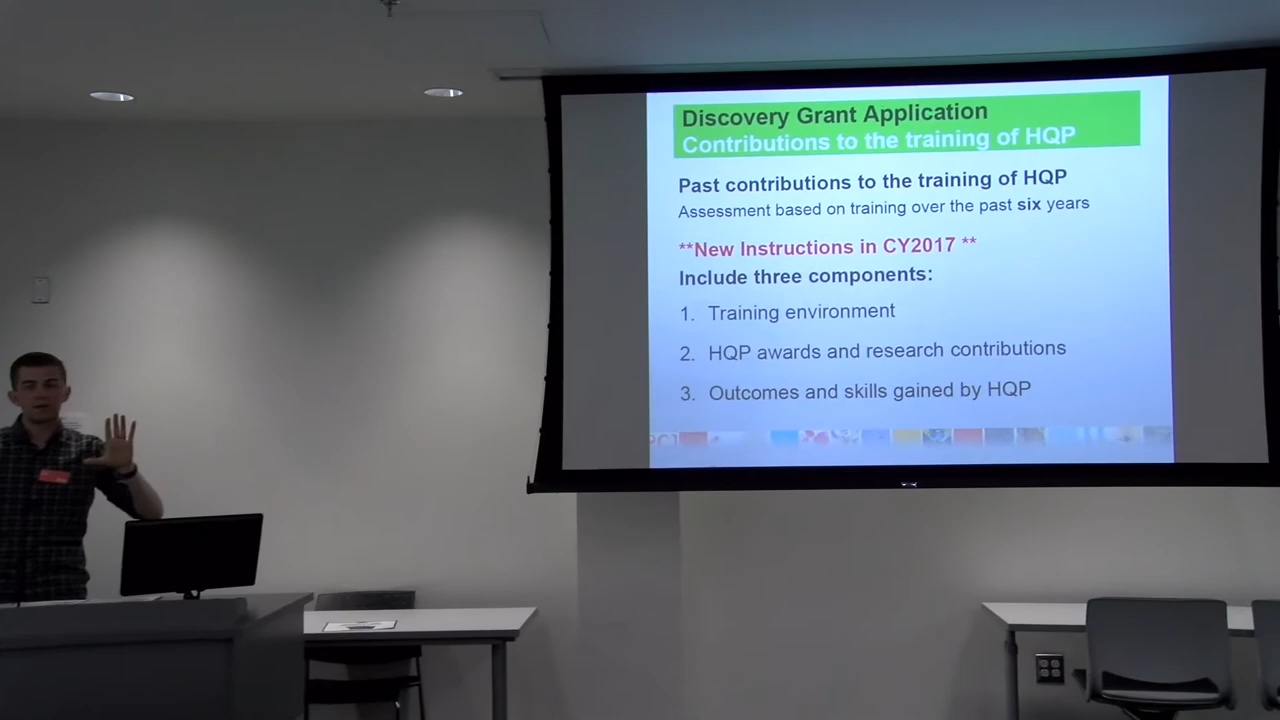 Discovery Grant Application
Contributions to the training of HQP
Past contributions to the training of HQP
Assessment based on training over the past six years
**New Instructions in CY2017 **
Include three components:
1. Training environment
2. HQP awards and research contributions
3. Outcomes and skills gained by HQP